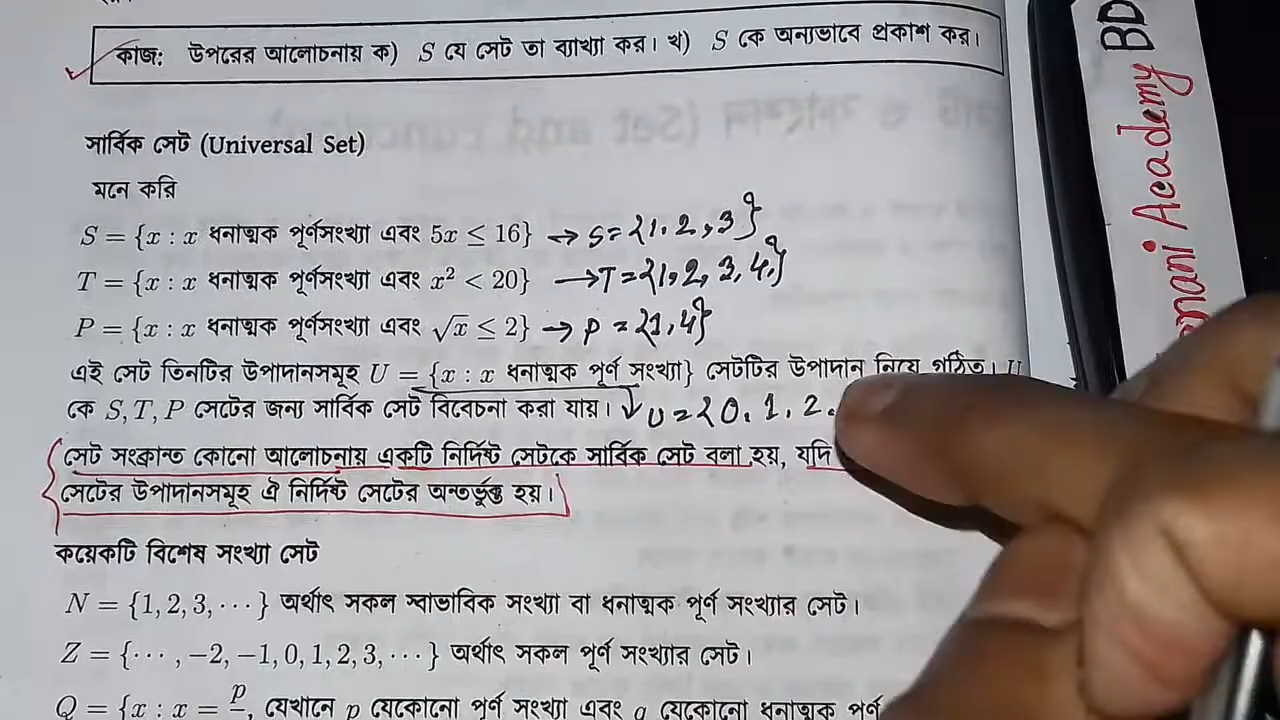 কাজ: উপরের আলোচনায় ক) S যে সেট তা ব্যাখ্যা কর। খ) S কে অন্যভাবে প্রকাশ কর।
সার্বিক সেট (Universal Set)
মনে করি
S = {x : x ধনাত্মক পূর্ণসংখ্যা এবং 5x ≤ 16} → S = {1, 2, 3}
T = {x : x ধনাত্মক পূর্ণসংখ্যা এবং x² < 20} → T = {1, 2, 3, 4}
P = {x : x ধনাত্মক পূর্ণসংখ্যা এবং √x ≤ 2} → P = {1, 4}
এই সেট তিনটির উপাদানসমূহ U = {x : x ধনাত্মক পূর্ণ সংখ্যা} সেটটির উপাদান নিয়ে গঠিত। U
কে S, T, P সেটের জন্য সার্বিক সেট বিবেচনা করা যায়। U = {0, 1, 2.
সেট সংক্রান্ত কোনো আলোচনায় একটি নির্দিষ্ট সেটকে সার্বিক সেট বলা হয়, যদি
সেটের উপাদানসমূহ ঐ নির্দিষ্ট সেটের অন্তর্ভুক্ত হয়।
কয়েকটি বিশেষ সংখ্যা সেট
N = {1, 2, 3, ⋯} অর্থাৎ সকল স্বাভাবিক সংখ্যা বা ধনাত্মক পূর্ণ সংখ্যার সেট।
Z = {⋯, −2, −1, 0, 1, 2, 3, ⋯} অর্থাৎ সকল পূর্ণ সংখ্যার সেট।
Q = {x : x = p/, যেখানে p যেকোনো পূর্ণ সংখ্যা এবং q যেকোনো ধনাত্মক পূর্ণ
Academy BD